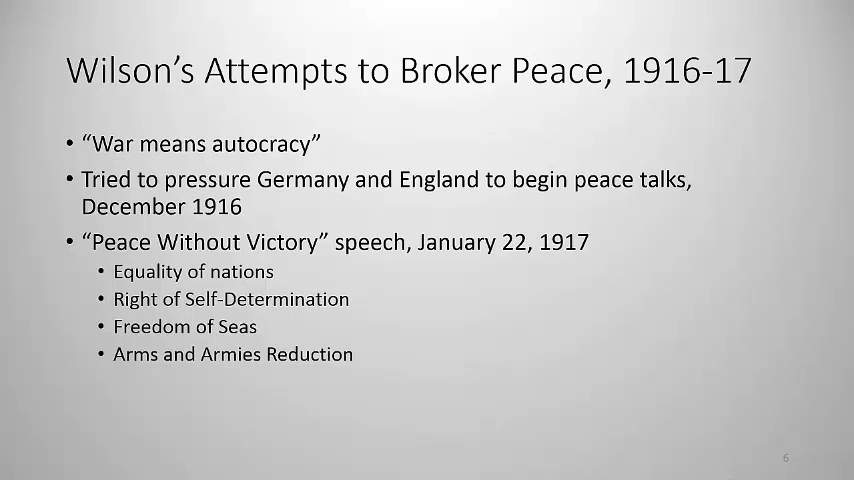 Wilson’s Attempts to Broker Peace, 1916-17
• “War means autocracy”
• Tried to pressure Germany and England to begin peace talks,
December 1916
• “Peace Without Victory” speech, January 22, 1917
• Equality of nations
• Right of Self-Determination
• Freedom of Seas
• Arms and Armies Reduction
6